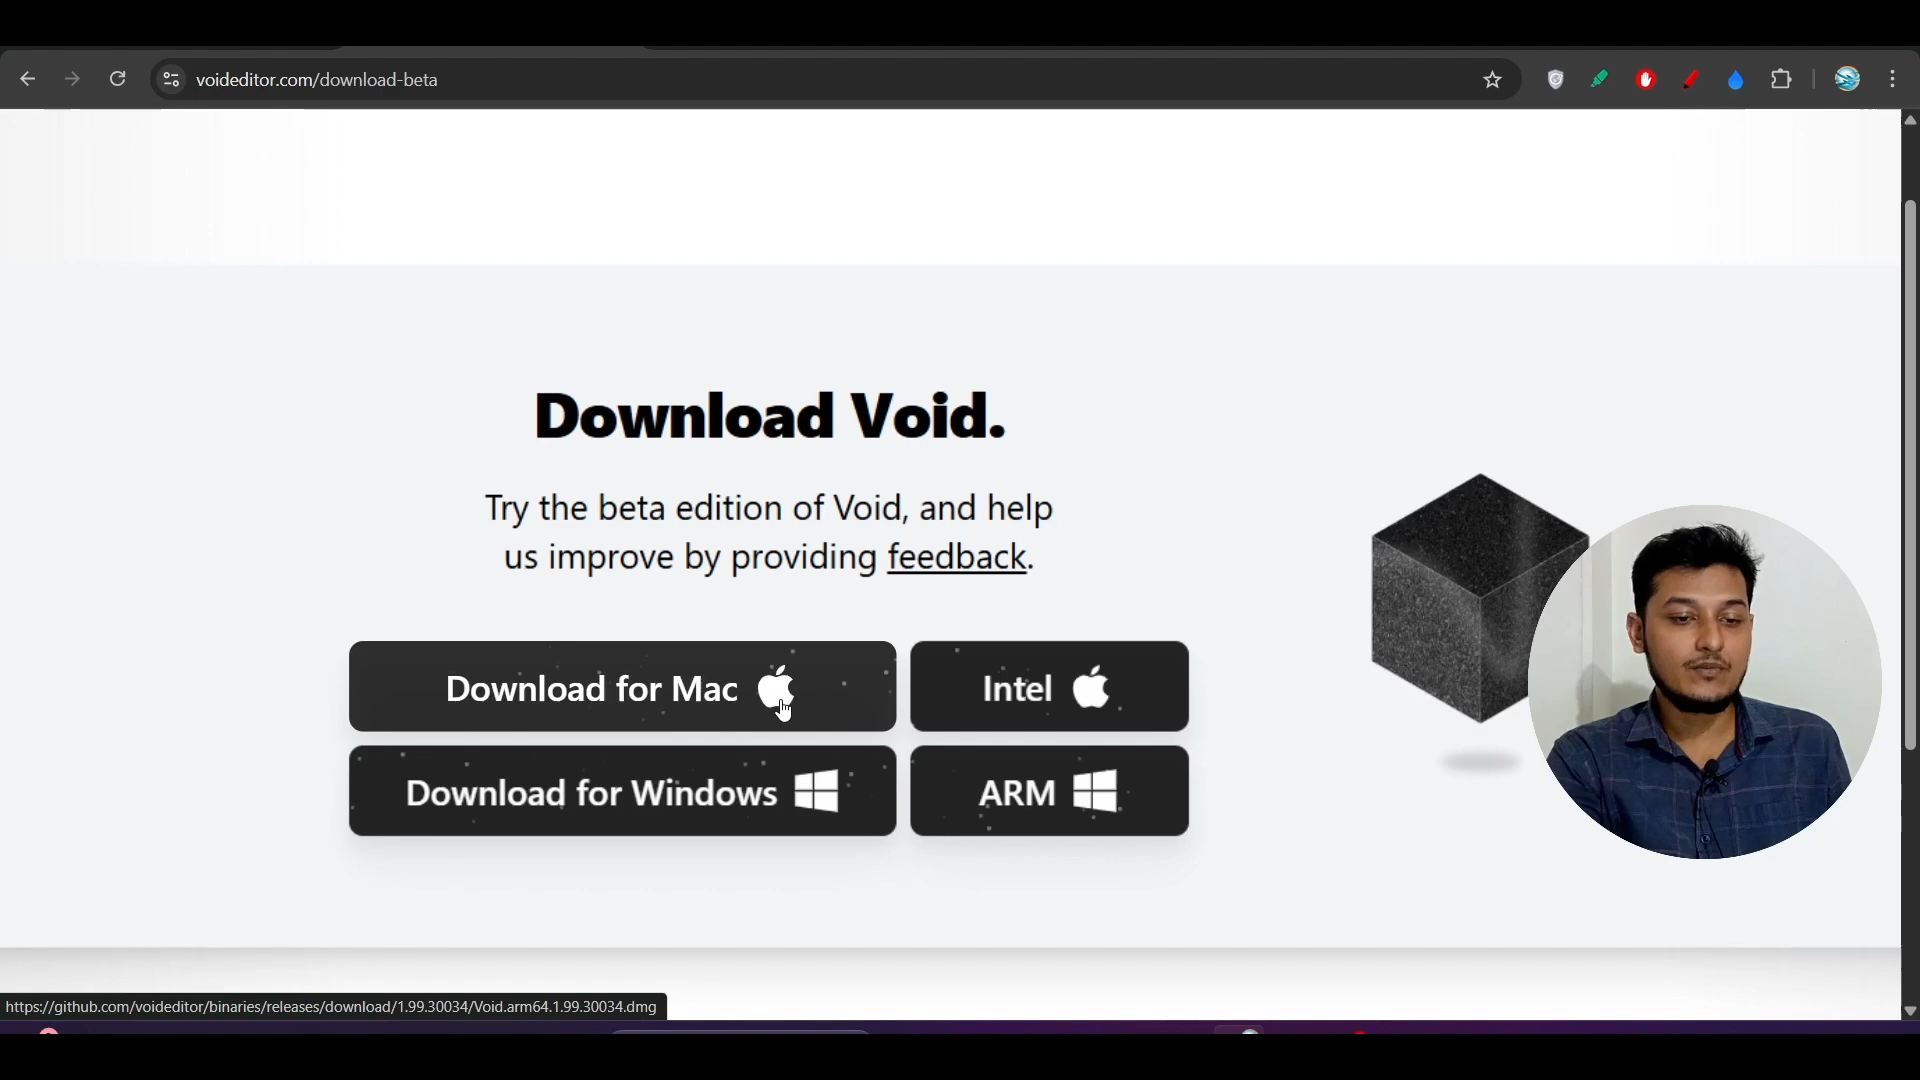 voideditor.com/download-beta
Download Void.
Try the beta edition of Void, and help
us improve by providing feedback.
Download for Mac
Intel
Download for Windows
ARM
https://github.com/voideditor/binaries/releases/download/1.99.30034/Void.arm64.1.99.30034.dmg